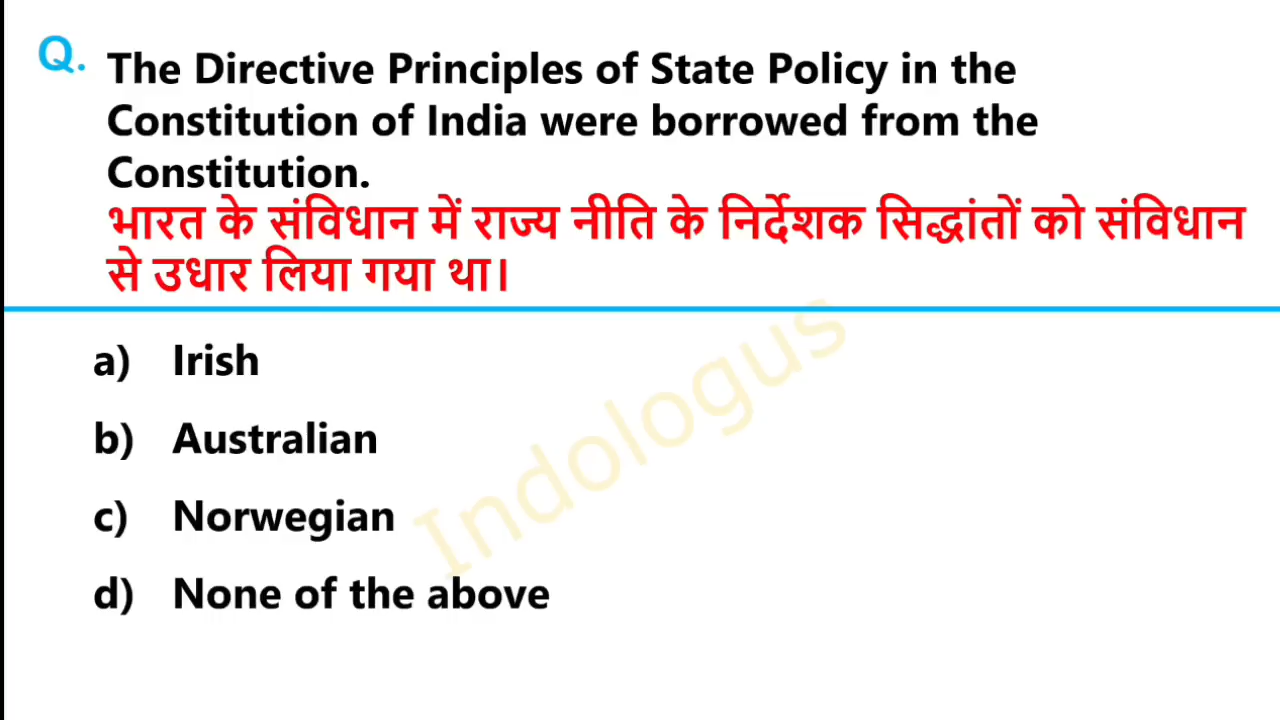 Q. The Directive Principles of State Policy in the
Constitution of India were borrowed from the
Constitution.
भारत के संविधान में राज्य नीति के निर्देशक सिद्धांतों को संविधान
से उधार लिया गया था।
a) Irish
b) Australian
c) Norwegian
d) None of the above
Indologus